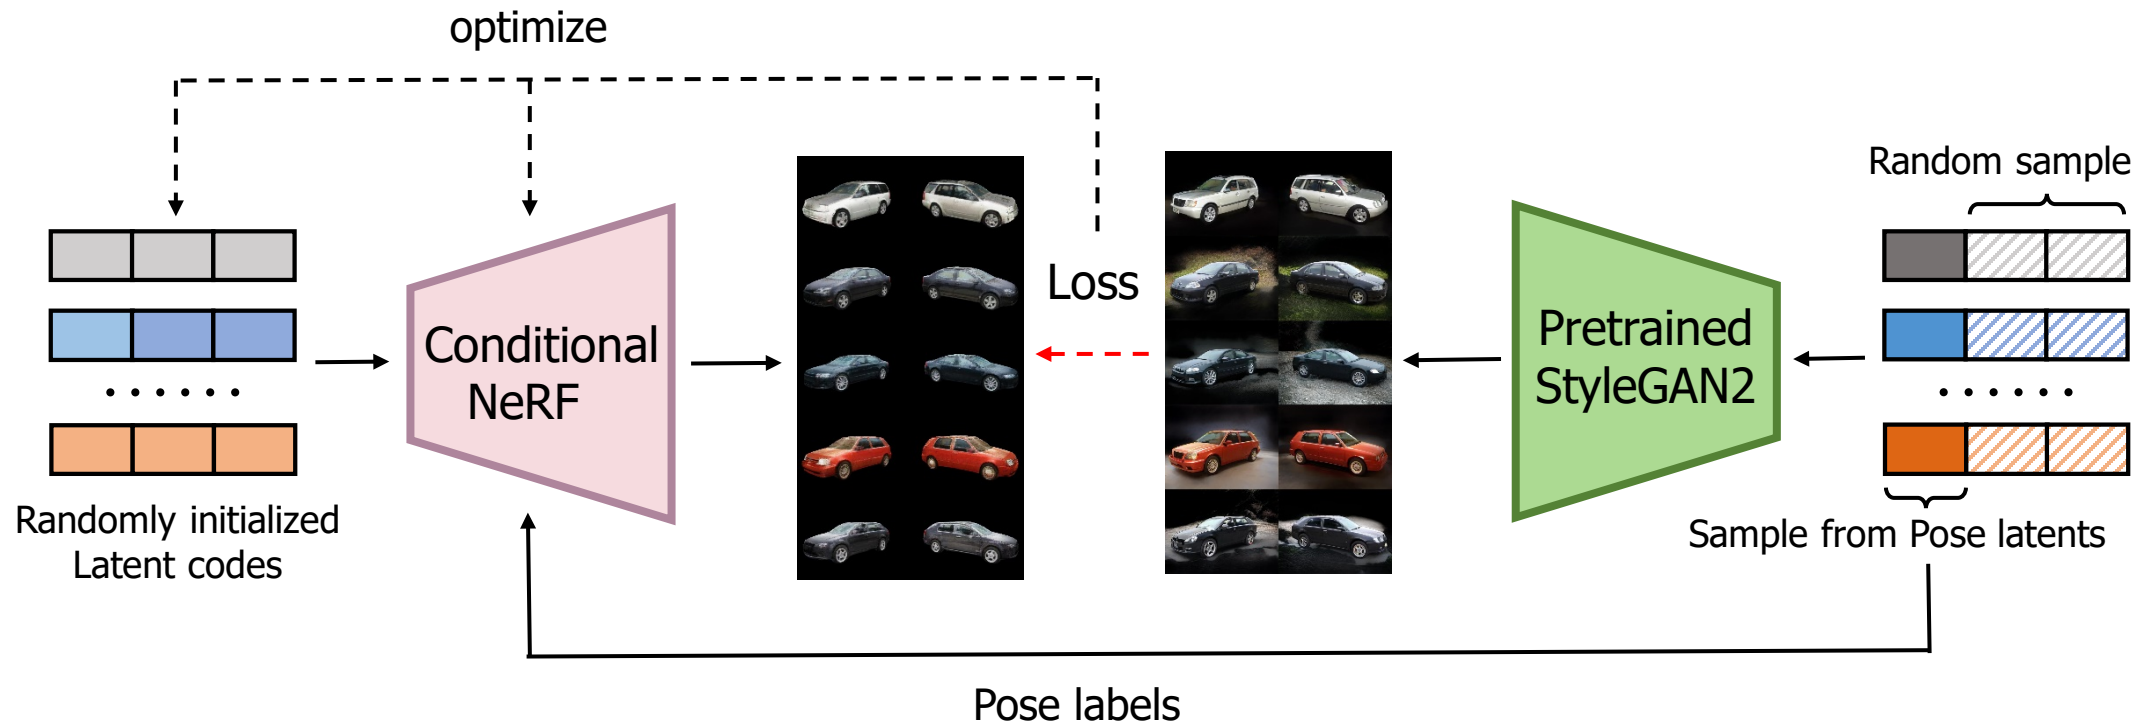 optimize
Random sample
Loss
Conditional
NeRF
Pretrained
StyleGAN2
Randomly initialized
Latent codes
Sample from Pose latents
Pose labels